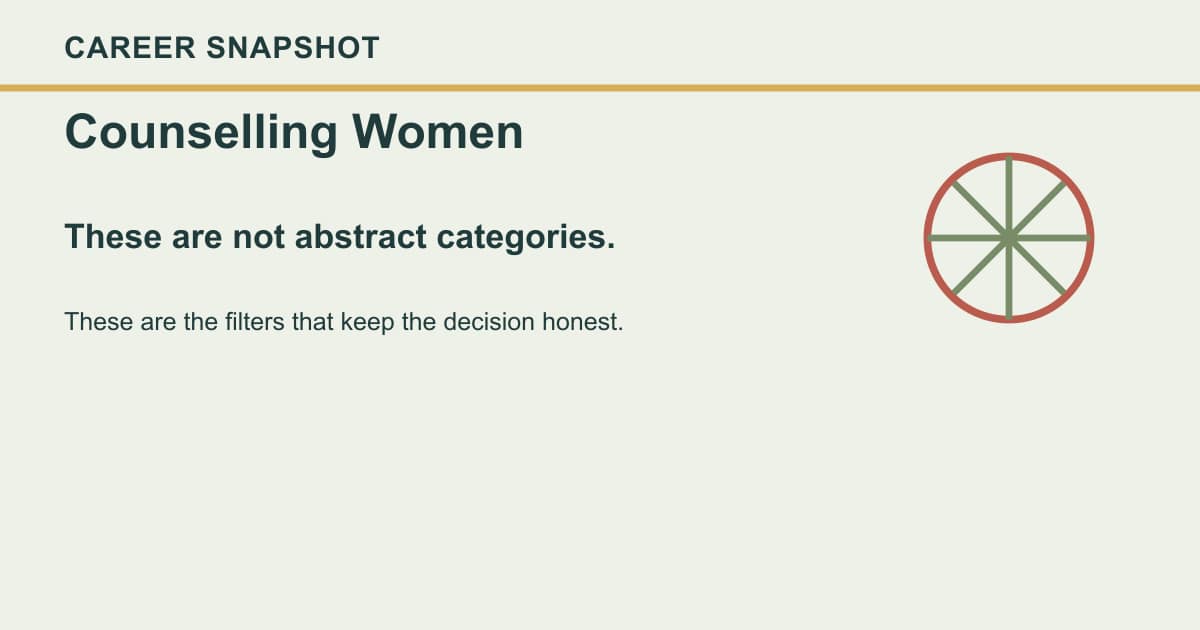 CAREER SNAPSHOT
Counselling Women
These are not abstract categories.
These are the filters that keep the decision honest.